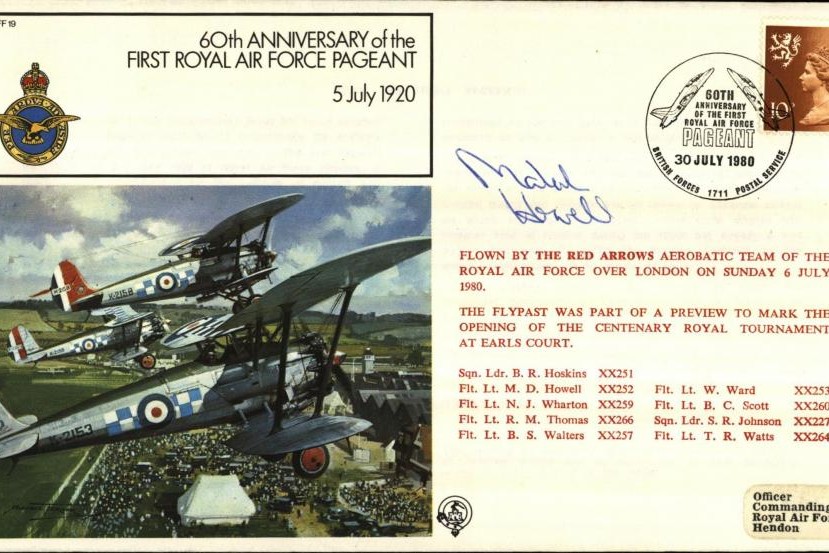 FF19
60th ANNIVERSARY of the
FIRST ROYAL AIR FORCE PAGEANT
5 July 1920
60TH
ANNIVERSARY
OF THE FIRST
ROYAL AIR FORCE
PAGEANT
30 JULY 1980
BRITISH FORCES 1711 POSTAL SERVICE
10P
Howell
FLOWN BY THE RED ARROWS AEROBATIC TEAM OF THE
ROYAL AIR FORCE OVER LONDON ON SUNDAY 6 JULY
1980.
THE FLYPAST WAS PART OF A PREVIEW TO MARK THE
OPENING OF THE CENTENARY ROYAL TOURNAMENT
AT EARLS COURT.
Sqn. Ldr. B. R. Hoskins XX251
Flt. Lt. M. D. Howell XX252 Flt. Lt. W. Ward XX253
Flt. Lt. N. J. Wharton XX259 Flt. Lt. B. C. Scott XX260
Flt. Lt. R. M. Thomas XX266 Sqn. Ldr. S. R. Johnson XX227
Flt. Lt. B. S. Walters XX257 Flt. Lt. T. R. Watts XX264
K-2158
K-2153
Officer
Commanding
Royal Air For
Hendon